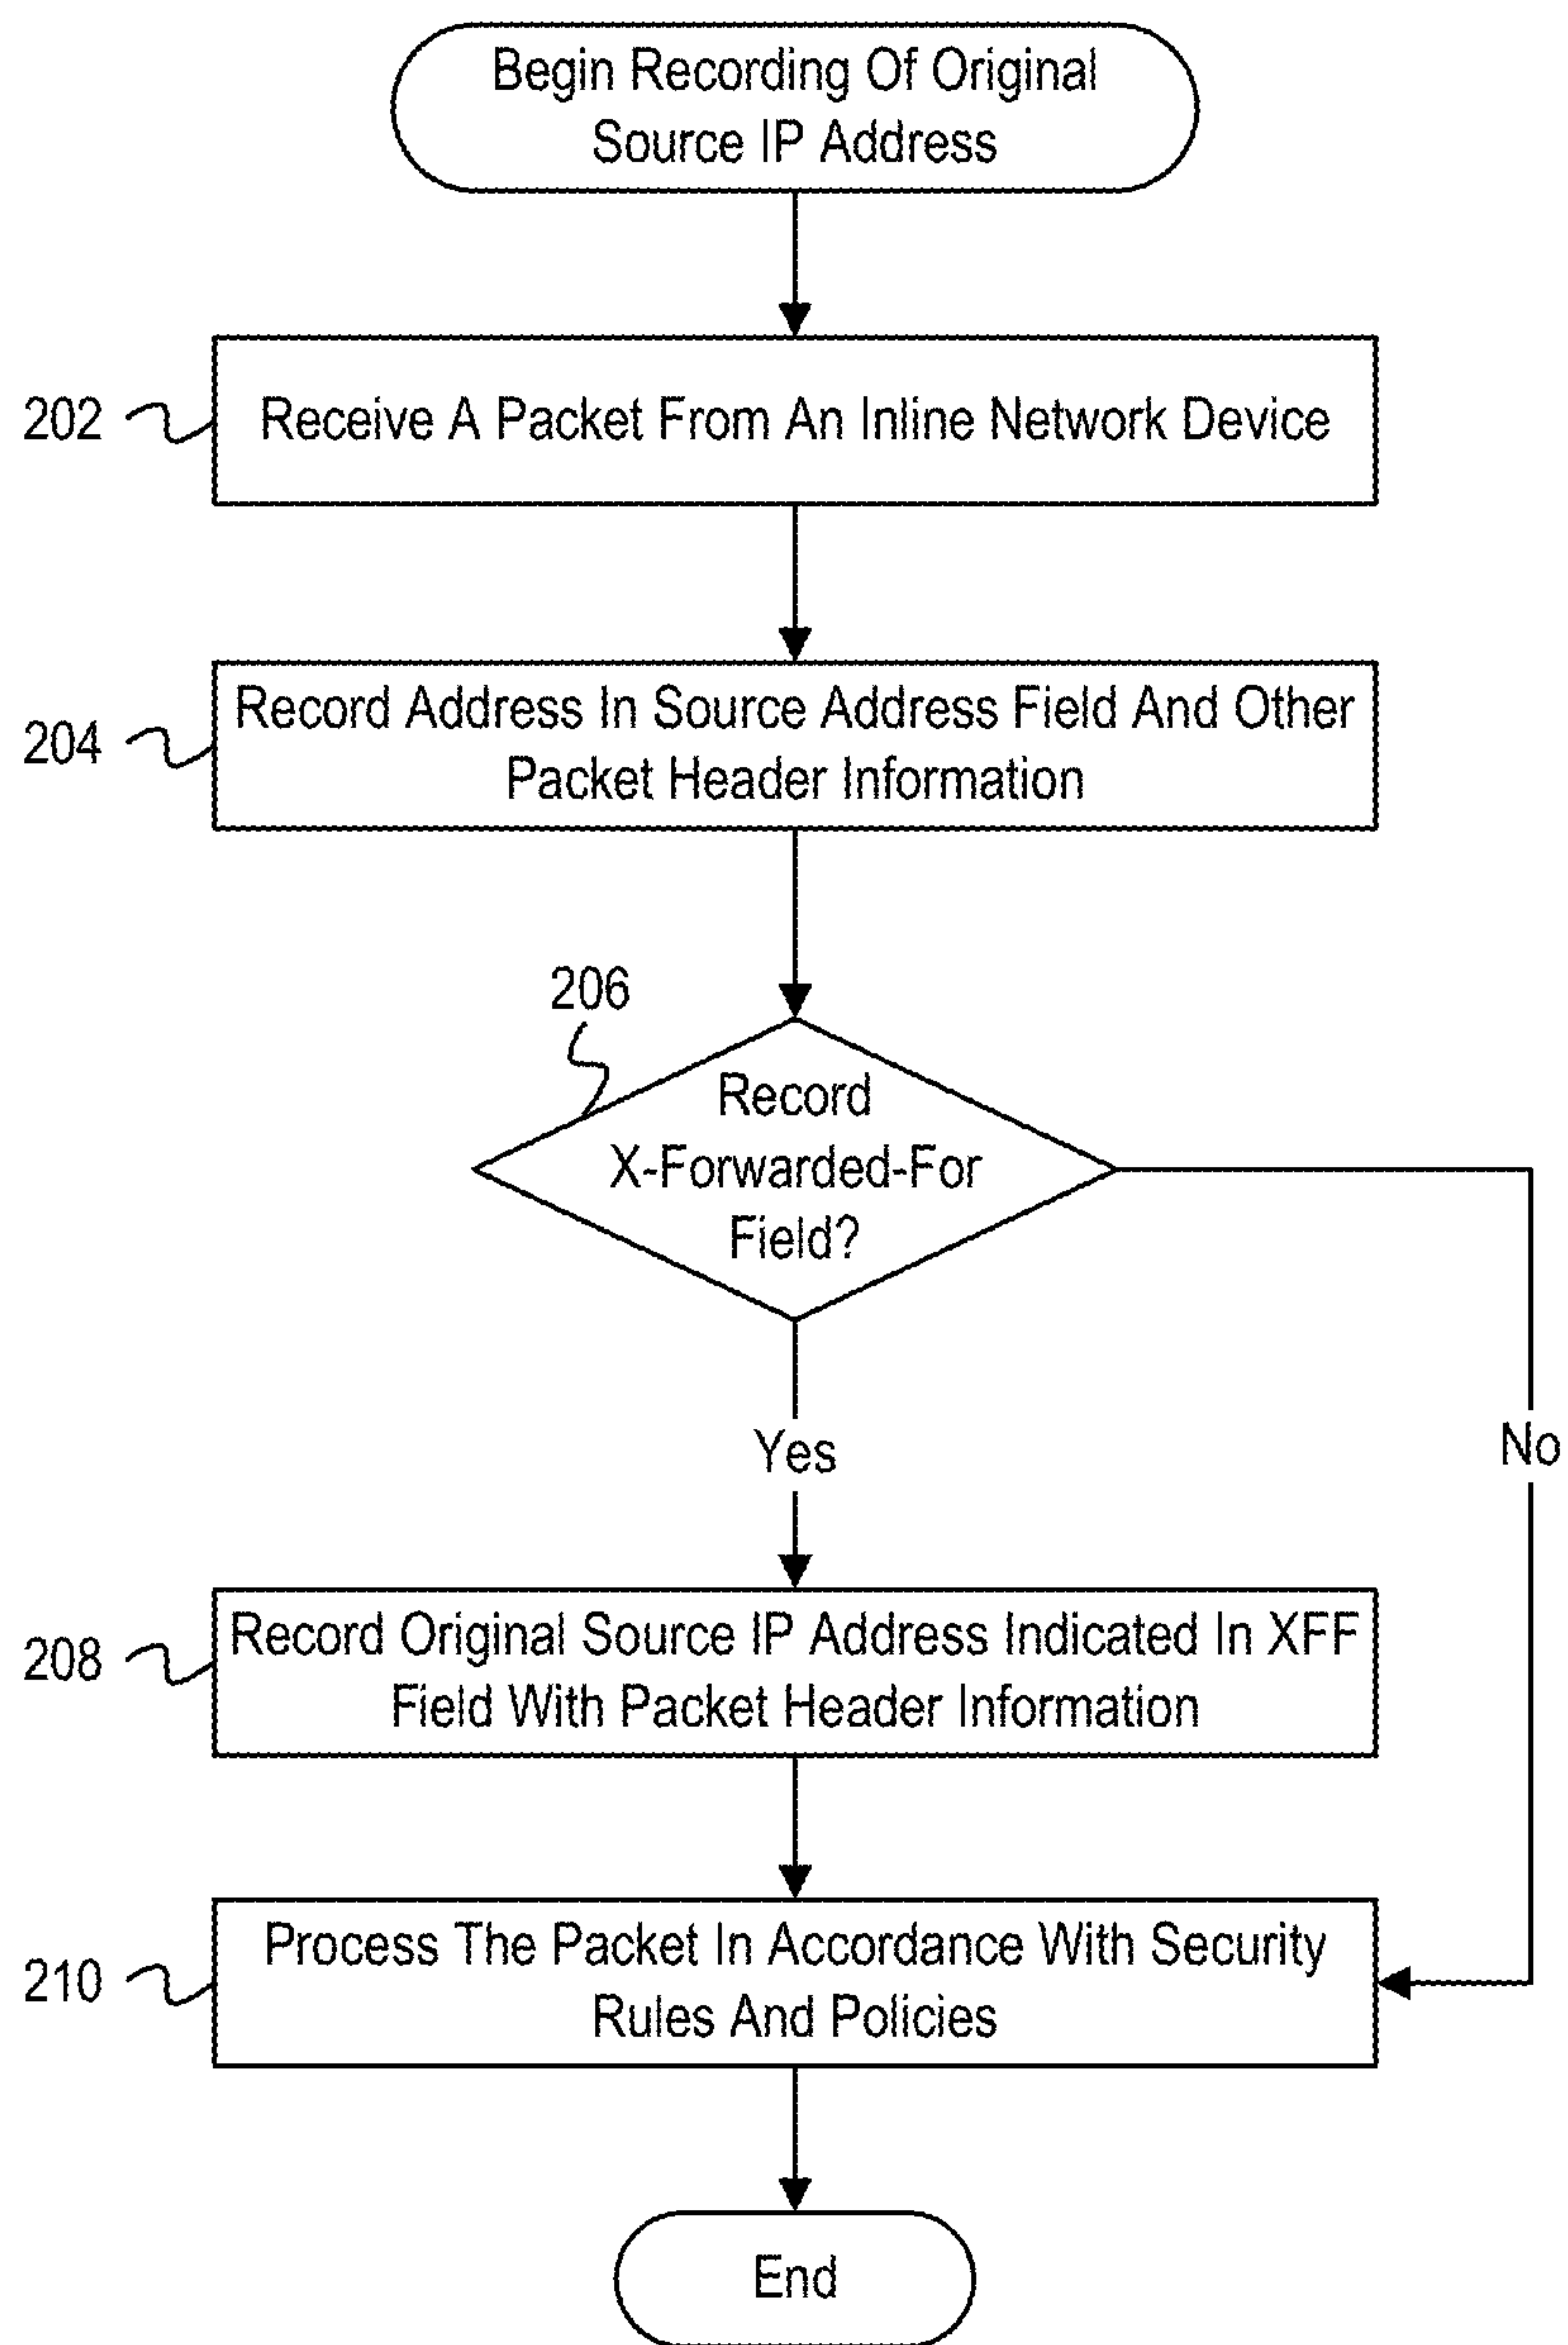 Begin Recording Of Original
Source IP Address
202
Receive A Packet From An Inline Network Device
204
Record Address In Source Address Field And Other
Packet Header Information
206
Record
X-Forwarded-For
Field?
Yes
No
208
Record Original Source IP Address Indicated In XFF
Field With Packet Header Information
210
Process The Packet In Accordance With Security
Rules And Policies
End